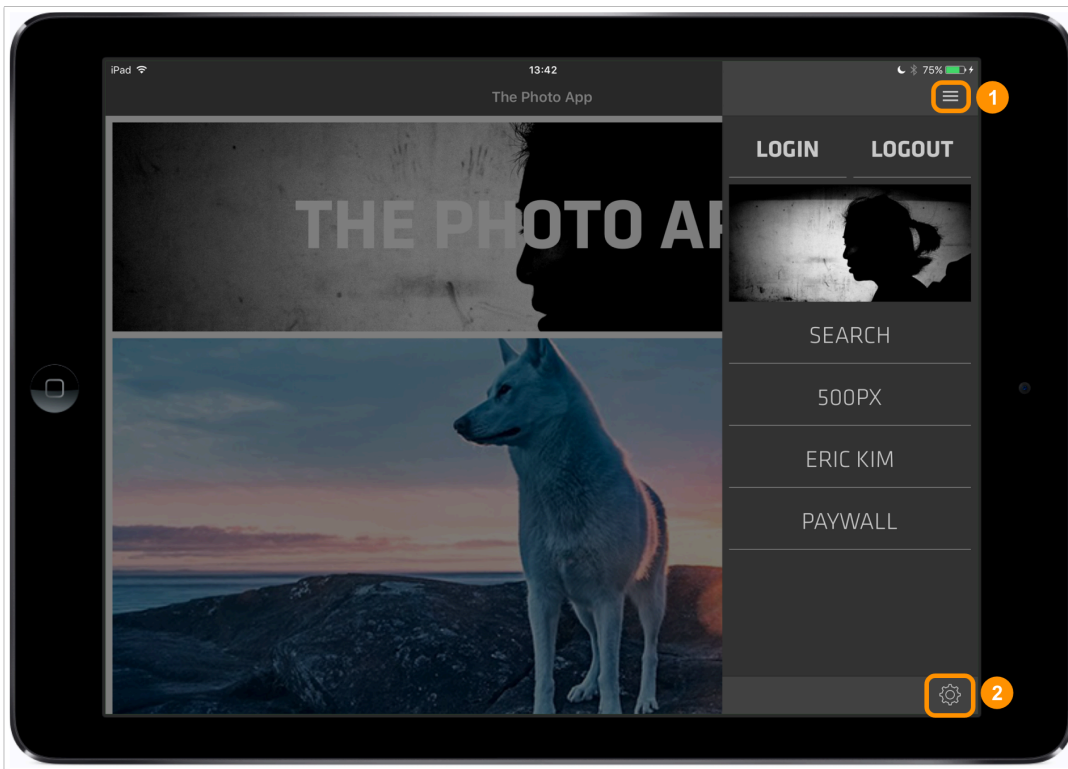 iPad 13:42 75%
The Photo App
1
LOGIN LOGOUT
THE PHOTO AP
SEARCH
500PX
ERIC KIM
PAYWALL
2